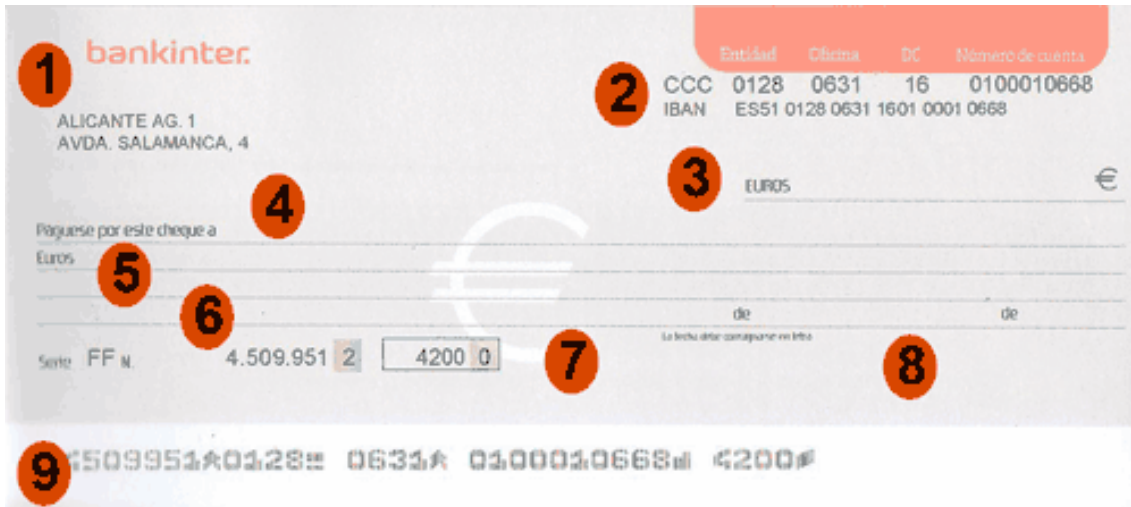 1
bankinter.
Entidad Oficina DC Número de cuenta
2
CCC 0128 0631 16 0100010668
IBAN ES51 0128 0631 1601 0001 0668
ALICANTE AG. 1
AVDA. SALAMANCA, 4
3
EUROS €
4
Páguese por este cheque a
Euros
5
€
6
de de
La fecha debe consignarse en letra
Serie FF N. 4.509.951 2 4200 0
7
8
9
4509951 0128 0631 0100010668 4200